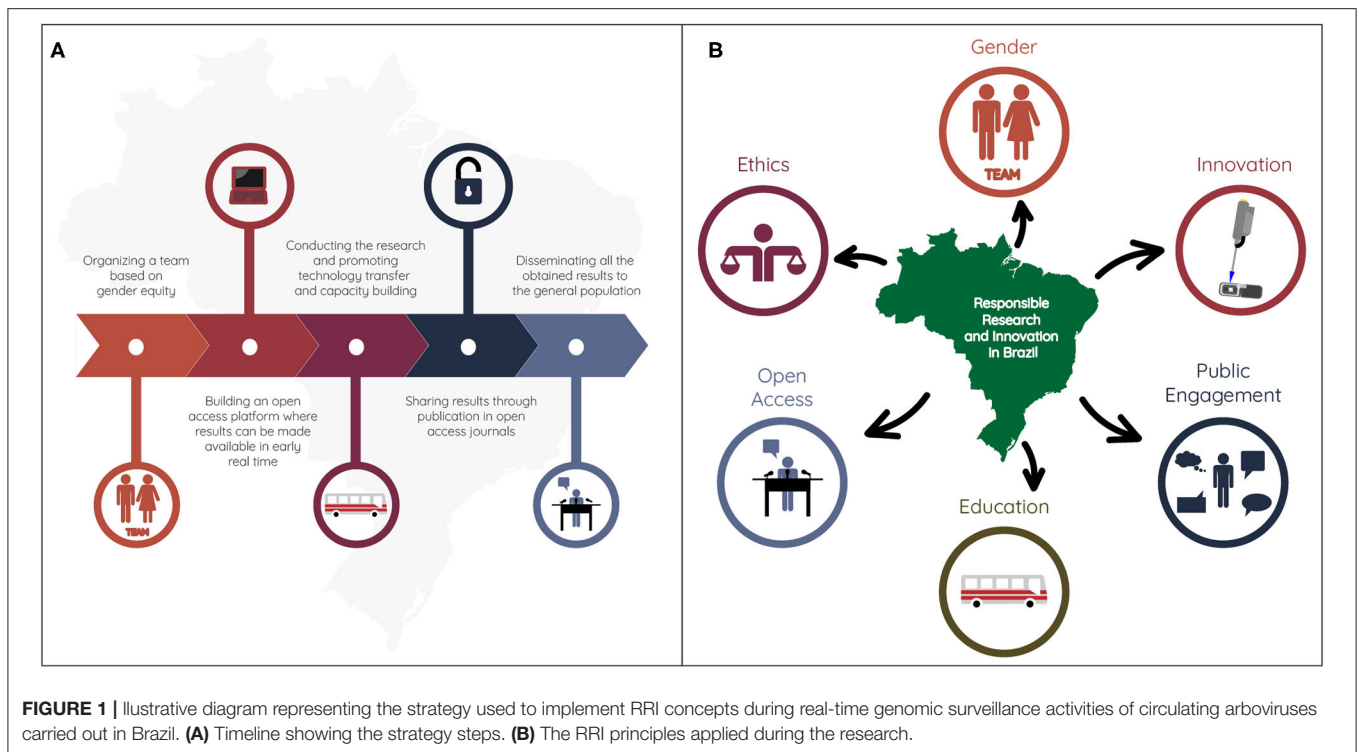 A
Organizing a team
based on
gender equity
Conducting the research
and promoting
technology transfer
and capacity building
Disseminating all the
obtained results to
the general population
Building an open
access platform where
results can be made
available in early
real time
Sharing results through
publication in open
access journals
TEAM
B
Gender
TEAM
Ethics
Innovation
Responsible
Research
and Innovation
in Brazil
Open
Access
Public
Engagement
Education
FIGURE 1 | Ilustrative diagram representing the strategy used to implement RRI concepts during real-time genomic surveillance activities of circulating arboviruses
carried out in Brazil. (A) Timeline showing the strategy steps. (B) The RRI principles applied during the research.